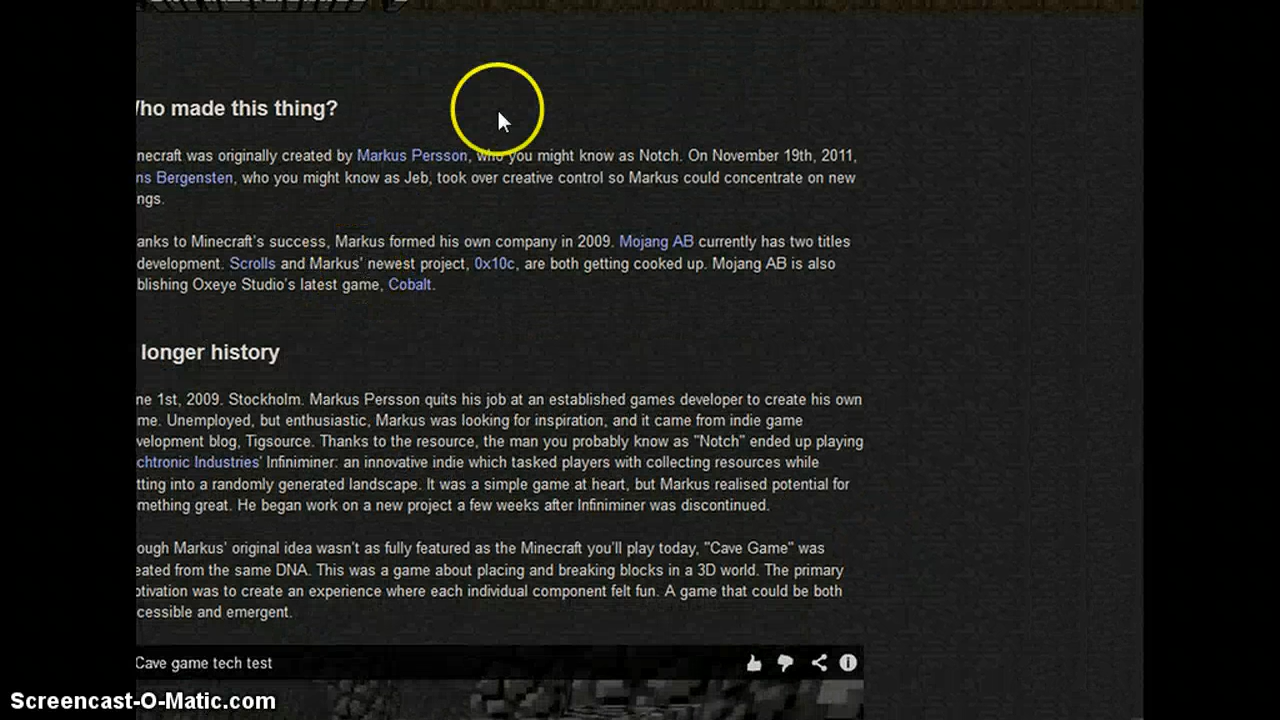 ho made this thing?
necraft was originally created by Markus Persson, who you might know as Notch. On November 19th, 2011,
ns Bergensten, who you might know as Jeb, took over creative control so Markus could concentrate on new
ngs.
anks to Minecraft's success, Markus formed his own company in 2009. Mojang AB currently has two titles
development. Scrolls and Markus' newest project, 0x10c, are both getting cooked up. Mojang AB is also
blishing Oxeye Studio's latest game, Cobalt.
longer history
ne 1st, 2009. Stockholm. Markus Persson quits his job at an established games developer to create his own
me. Unemployed, but enthusiastic, Markus was looking for inspiration, and it came from indie game
velopment blog, Tigsource. Thanks to the resource, the man you probably know as "Notch" ended up playing
chtronic Industries' Infiniminer: an innovative indie which tasked players with collecting resources while
tting into a randomly generated landscape. It was a simple game at heart, but Markus realised potential for
mething great. He began work on a new project a few weeks after Infiniminer was discontinued.
ough Markus' original idea wasn't as fully featured as the Minecraft you'll play today, "Cave Game" was
eated from the same DNA. This was a game about placing and breaking blocks in a 3D world. The primary
otivation was to create an experience where each individual component felt fun. A game that could be both
cessible and emergent.
Cave game tech test
Screencast-O-Matic.com